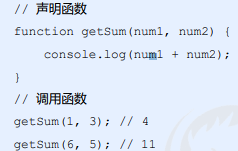 // 声明函数
function getSum(num1, num2) {
    console.log(num1 + num2);
}
// 调用函数
getSum(1, 3); // 4
getSum(6, 5); // 11